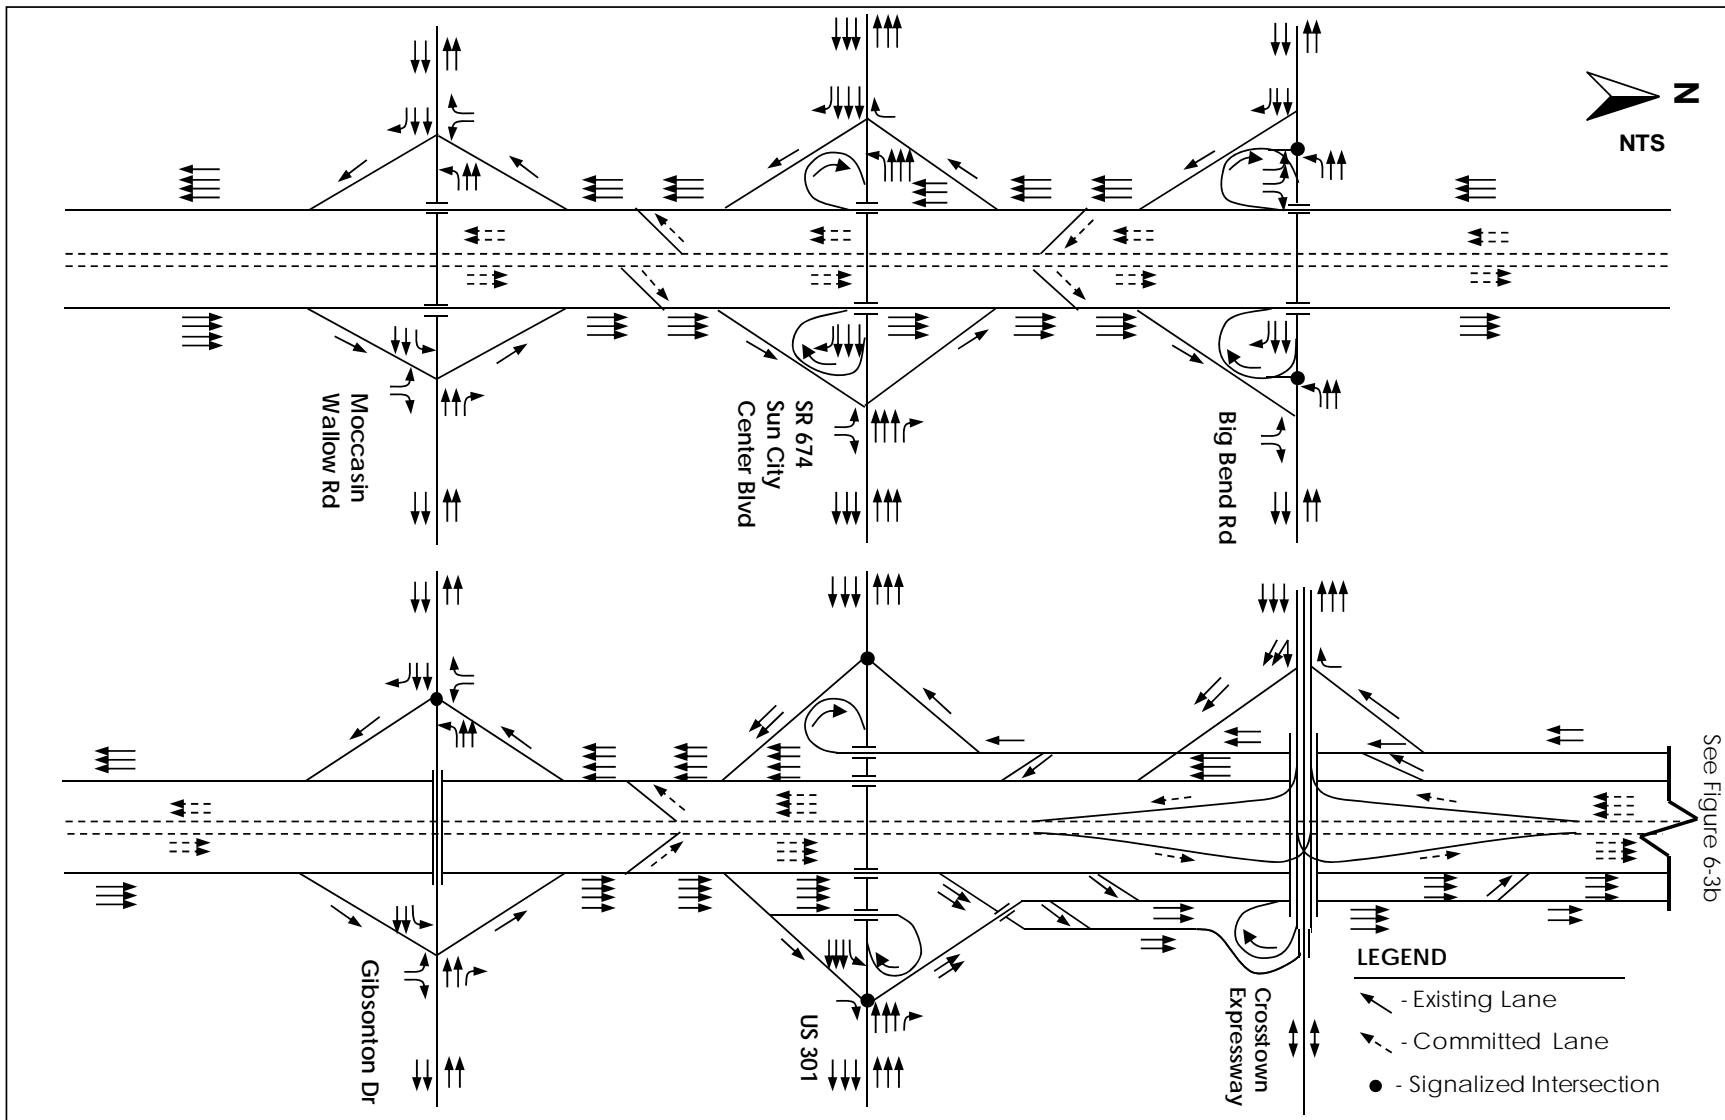 N
NTS
Moccasin
Wallow Rd
SR 674
Sun City
Center Blvd
Big Bend Rd
See Figure 6-3b
Gibsonton Dr
US 301
Crosstown
Expressway
LEGEND
- Existing Lane
- Committed Lane
- Signalized Intersection